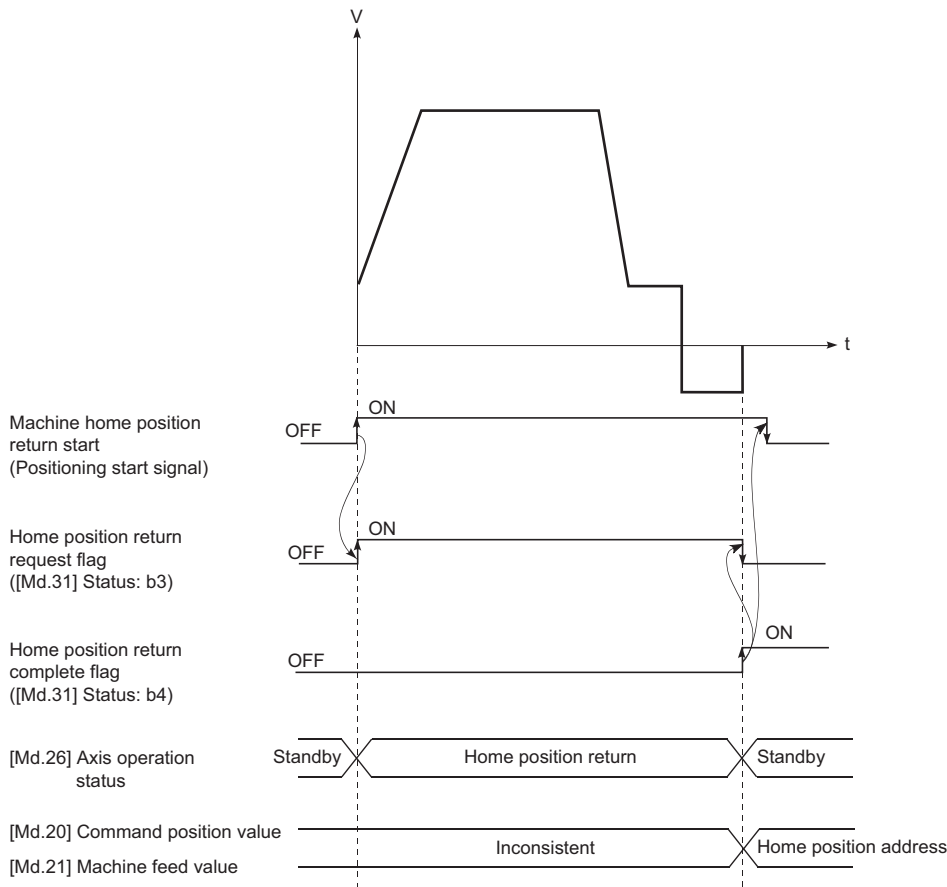 V
t
Machine home position
return start
(Positioning start signal)
OFF
ON
Home position return
request flag
([Md.31] Status: b3)
OFF
ON
Home position return
complete flag
([Md.31] Status: b4)
OFF
ON
[Md.26] Axis operation
status
Standby
Home position return
Standby
[Md.20] Command position value
[Md.21] Machine feed value
Inconsistent
Home position address